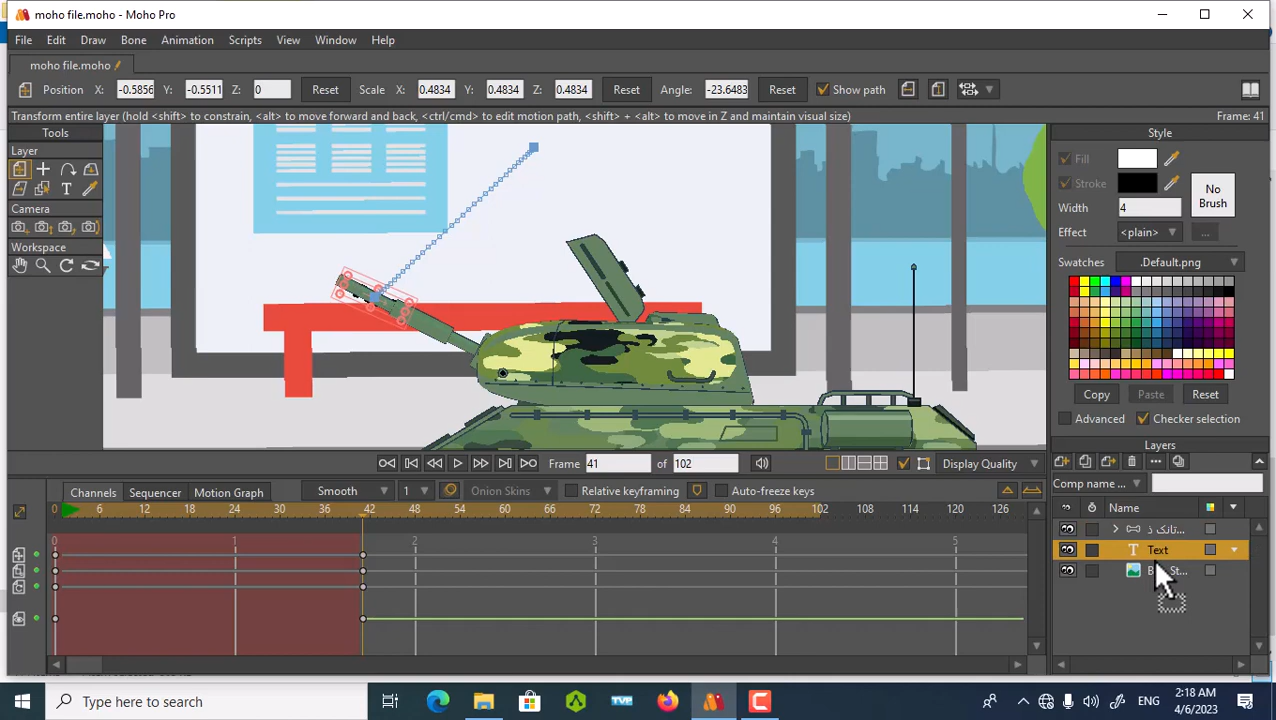 moho file.moho - Moho Pro
File Edit Draw Bone Animation Scripts View Window Help
moho file.moho
Position X: -0.5856 Y: -0.5511 Z: 0 Reset Scale X: 0.4834 Y: 0.4834 Z: 0.4834 Reset Angle: -23.6483 Reset Show path
Transform entire layer (hold <shift> to constrain, <alt> to move forward and back, <ctrl/cmd> to edit motion path, <shift> + <alt> to move in Z and maintain visual size) Frame: 41
Tools
Layer
Camera
Workspace
Style
Fill
Stroke
No Brush
Width 4
Effect <plain> ...
Swatches .Default.png
Copy Paste Reset
Advanced Checker selection
Layers
Comp name ...
Name
تانک ذ...
Text
Frame 41 of 102 Display Quality
Channels Sequencer Motion Graph Smooth 1 Onion Skins Relative keyframing Auto-freeze keys
0 6 12 18 24 30 36 42 48 54 60 66 72 78 84 90 96 102 108 114 120 126
0 1 2 3 4 5
Type here to search
ENG
2:18 AM
4/6/2023